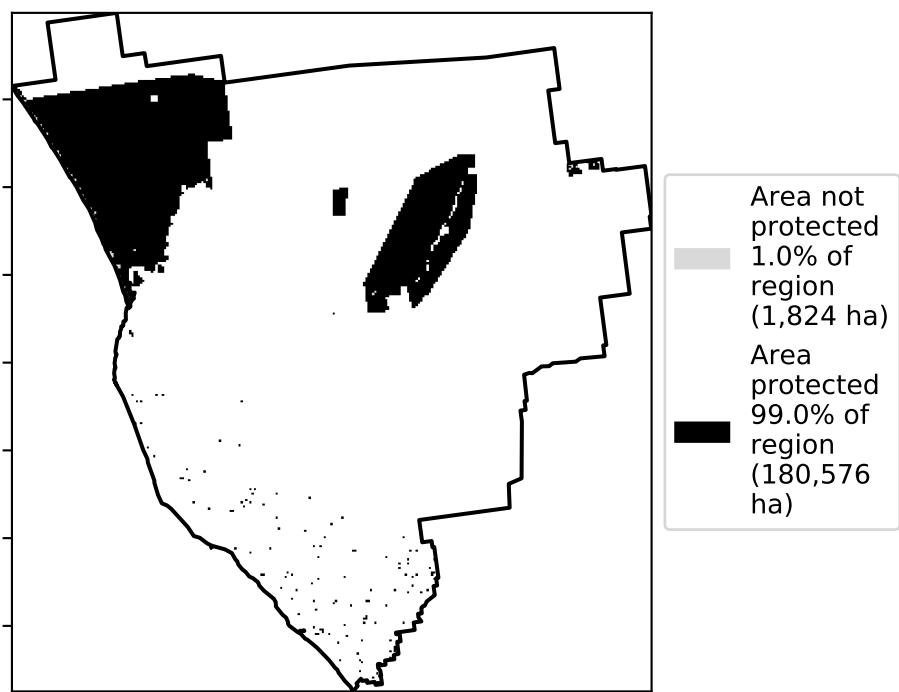 Area not
protected
1.0% of
region
(1,824 ha)
Area
protected
99.0% of
region
(180,576
ha)